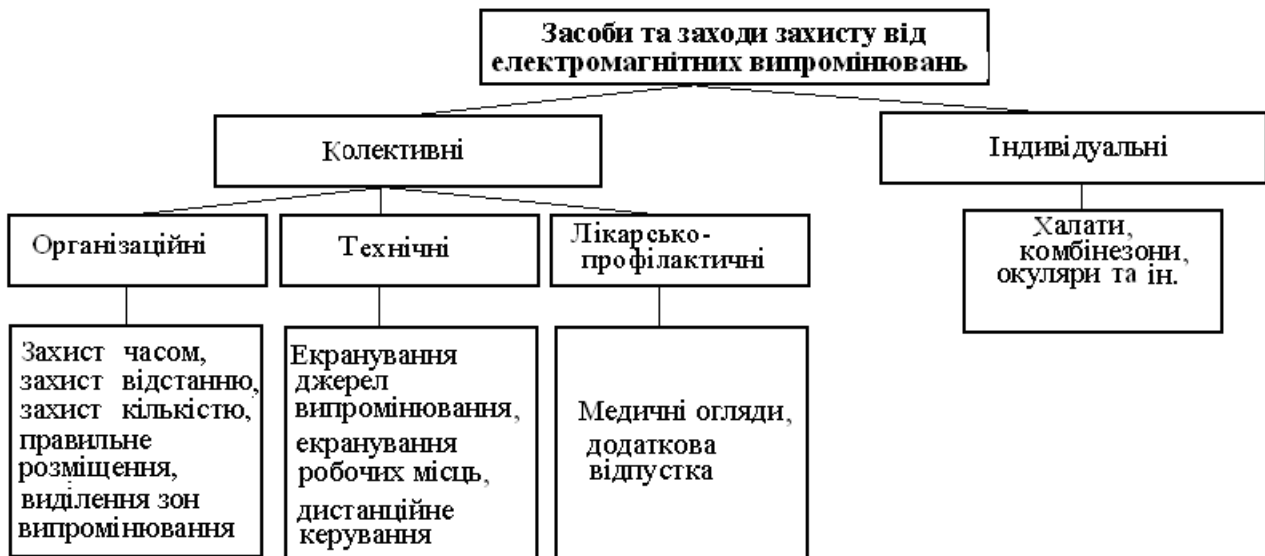 Засоби та заходи захисту від
електромагнітних випромінювань
Колективні
Індивідуальні
Організаційні
Технічні
Лікарсько-
профілактичні
Халати,
комбінезони,
окуляри та ін.
Захист часом,
захист відстанню,
захист кількістю,
правильне
розміщення,
виділення зон
випромінювання
Екранування
джерел
випромінювання,
екранування
робочих місць,
дистанційне
керування
Медичні огляди,
додаткова
відпустка